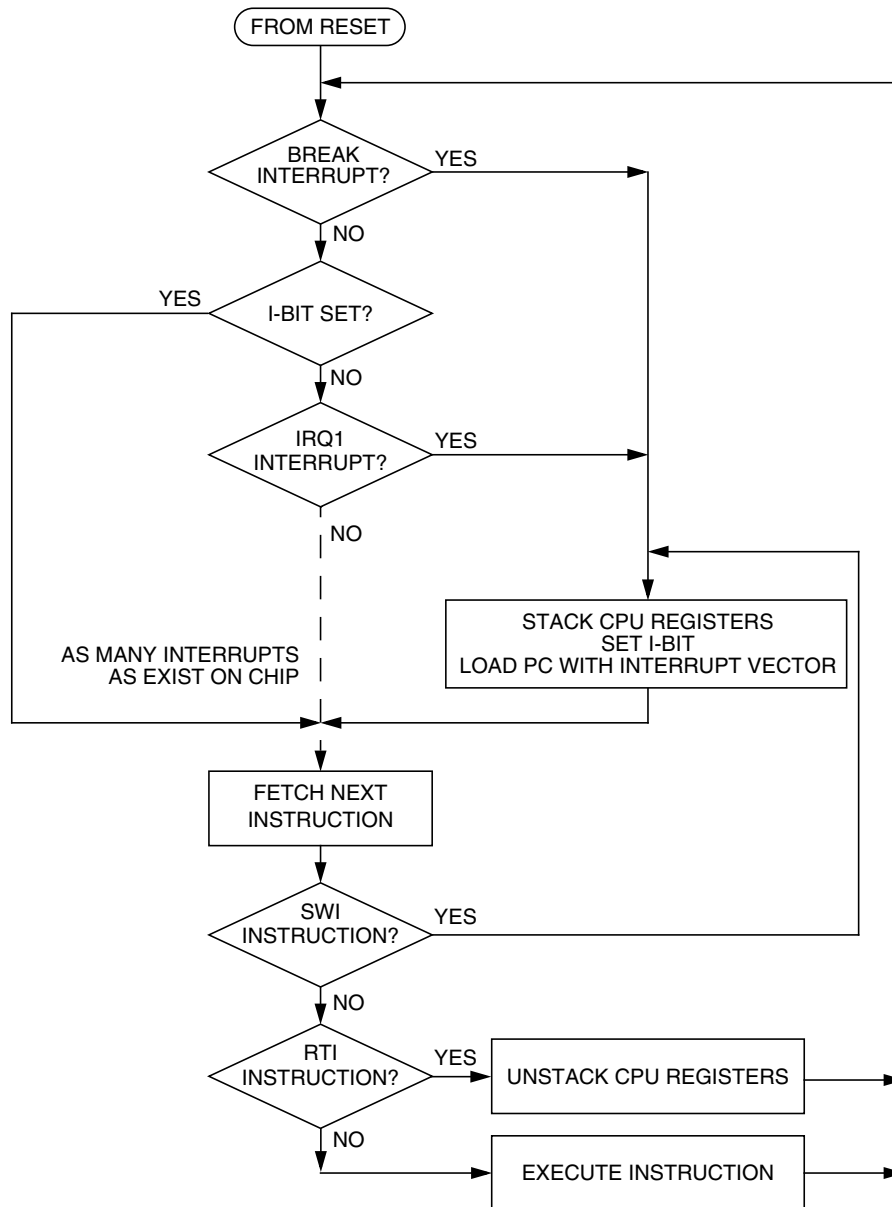 FROM RESET
BREAK
INTERRUPT?
YES
NO
YES
I-BIT SET?
NO
IRQ1
INTERRUPT?
YES
NO
STACK CPU REGISTERS
SET I-BIT
LOAD PC WITH INTERRUPT VECTOR
AS MANY INTERRUPTS
AS EXIST ON CHIP
FETCH NEXT
INSTRUCTION
SWI
INSTRUCTION?
YES
NO
RTI
INSTRUCTION?
YES
UNSTACK CPU REGISTERS
NO
EXECUTE INSTRUCTION